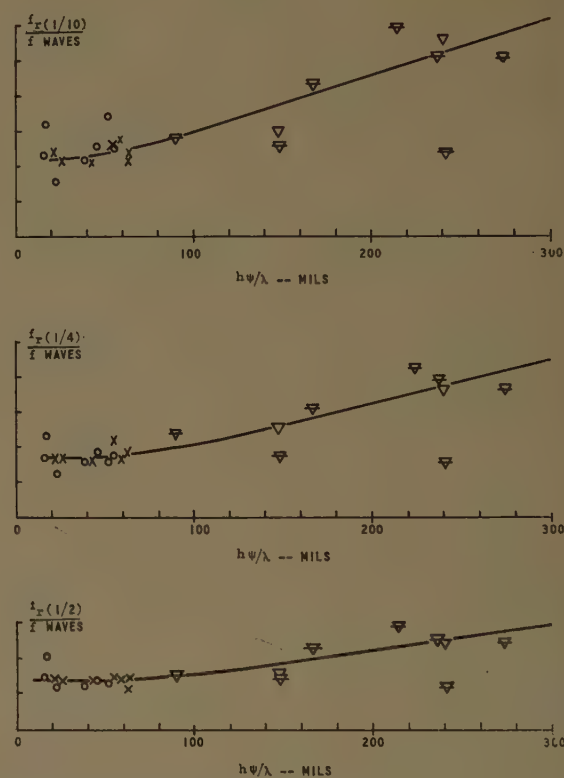 fr(1/10)
f WAVES
0 100 200 300
hψ/λ -- MILS
fr(1/4)
f WAVES
0 100 200 300
hψ/λ -- MILS
fr(1/2)
f WAVES
0 100 200 300
hψ/λ -- MILS